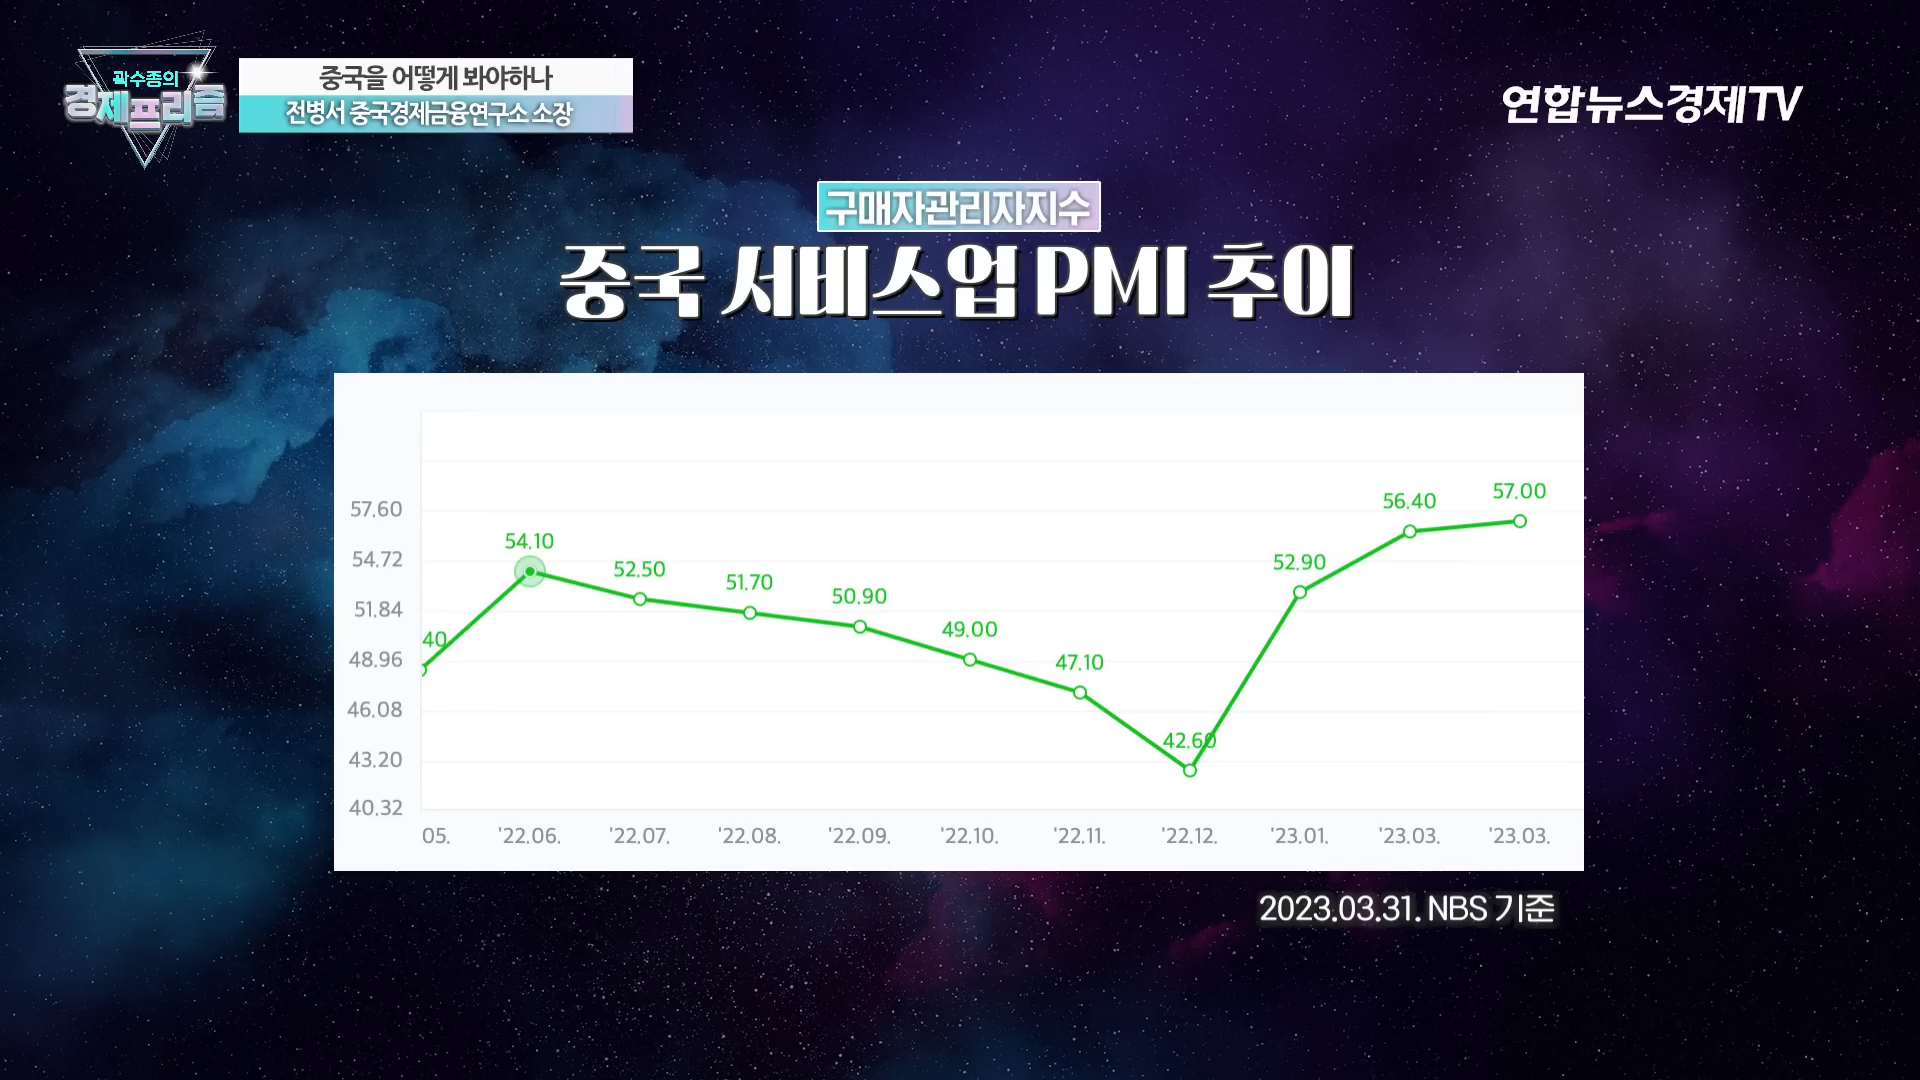 곽수종의
경제프리즘
중국을 어떻게 봐야하나
전병서 중국경제금융연구소 소장
연합뉴스경제TV
구매자관리자지수
중국 서비스업 PMI 추이
57.60
54.72
51.84
48.96
46.08
43.20
40.32
40
54.10
52.50
51.70
50.90
49.00
47.10
42.60
52.90
56.40
57.00
05. '22.06. '22.07. '22.08. '22.09. '22.10. '22.11. '22.12. '23.01. '23.03. '23.03.
2023.03.31. NBS 기준